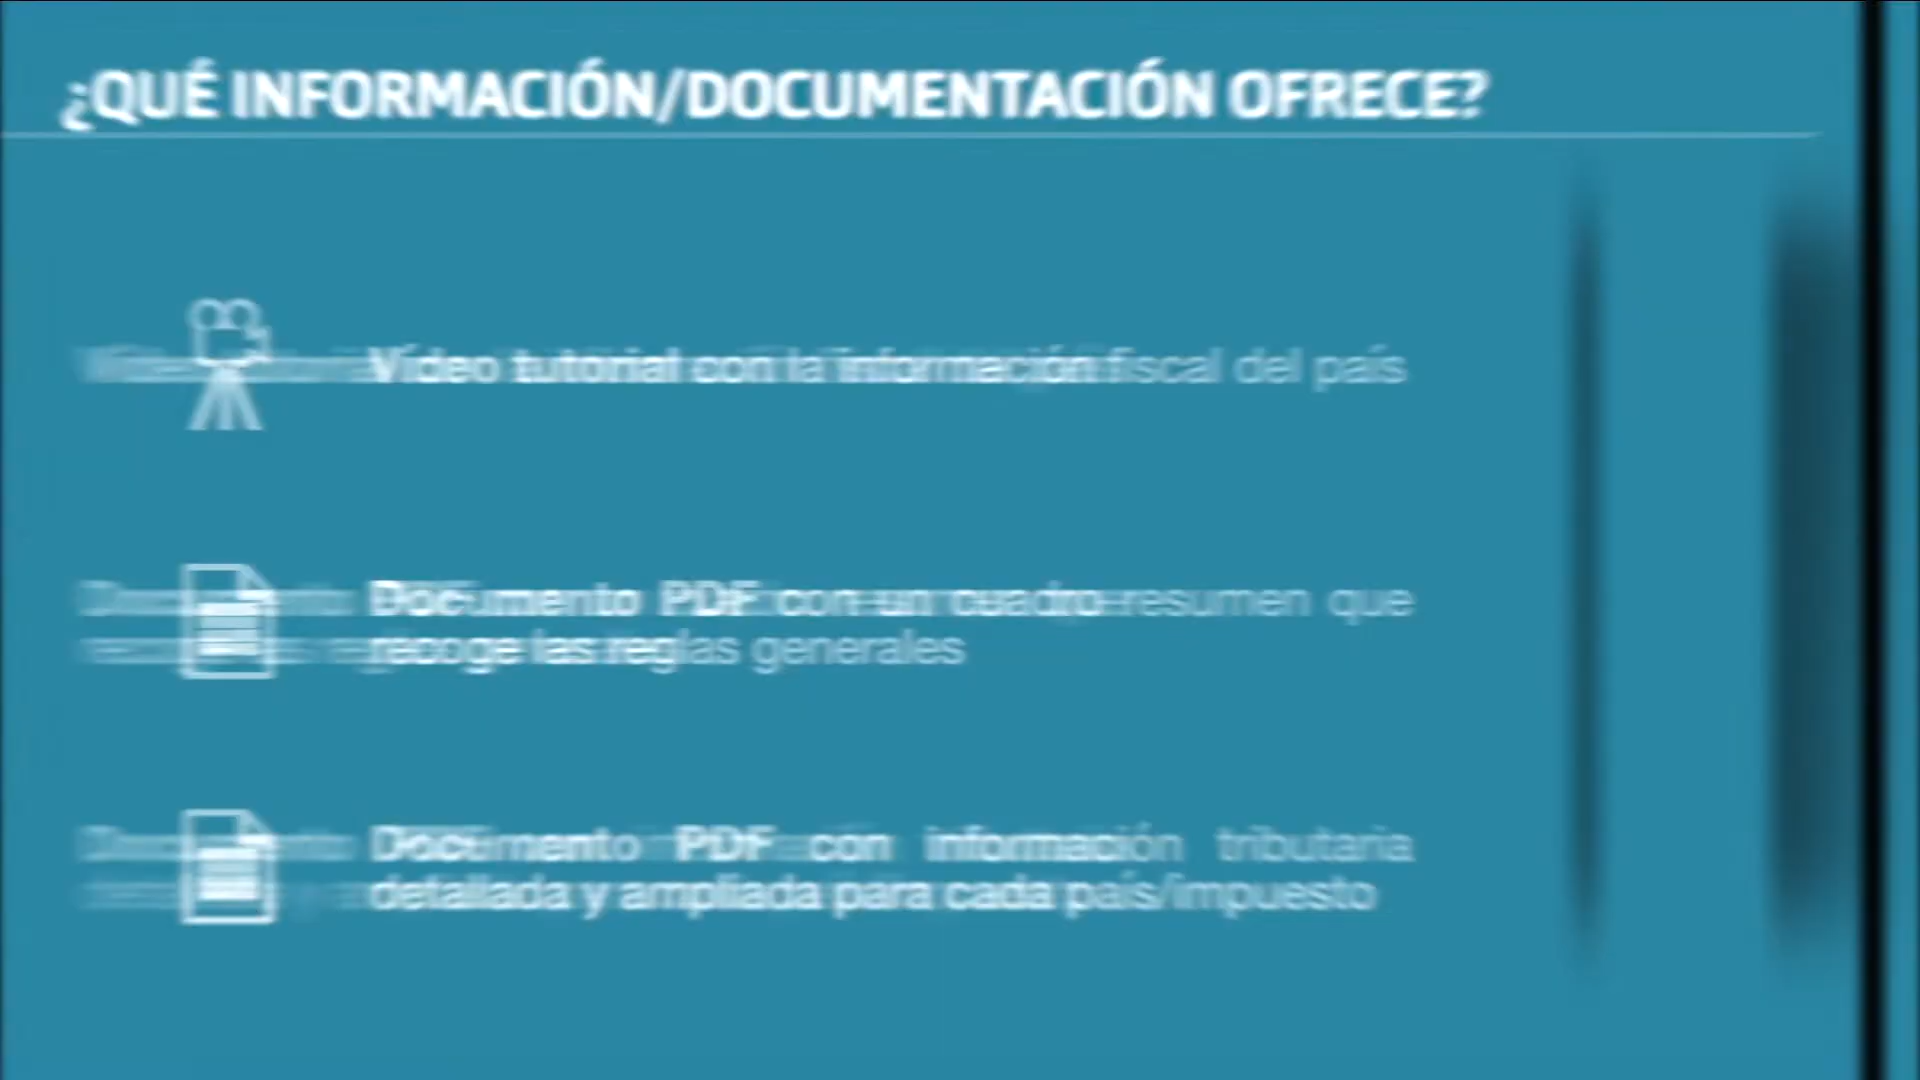 ¿QUÉ INFORMACIÓN/DOCUMENTACIÓN OFRECE?
Vídeo tutorial con la información fiscal del país
Documento PDF con un cuadro-resumen que
recoge las reglas generales
Documento PDF con información tributaria
detallada y ampliada para cada país/impuesto